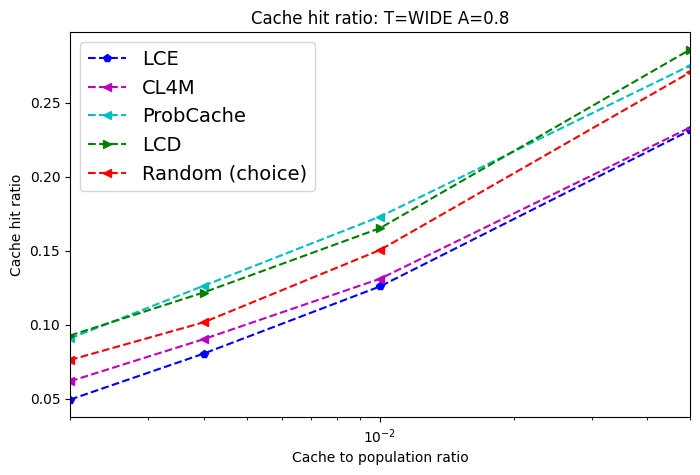 Cache hit ratio: T=WIDE A=0.8
LCE
CL4M
ProbCache
LCD
Random (choice)
Cache hit ratio
0.25
0.20
0.15
0.10
0.05
10⁻²
Cache to population ratio